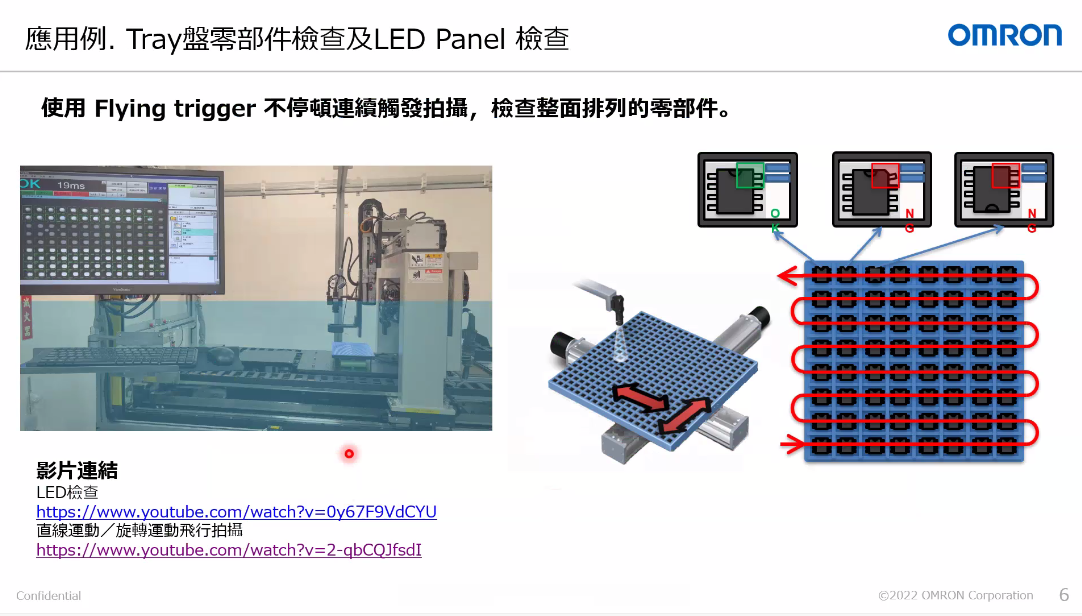 應用例. Tray盤零部件檢查及LED Panel 檢查
OMRON
使用 Flying trigger 不停頓連續觸發拍攝，檢查整面排列的零部件。
OK
19ms
OK
NG
NG
影片連結
LED檢查
https://www.youtube.com/watch?v=0y67F9VdCYU
直線運動／旋轉運動飛行拍攝
https://www.youtube.com/watch?v=2-qbCQJfsdI
Confidential
©2022 OMRON Corporation
6